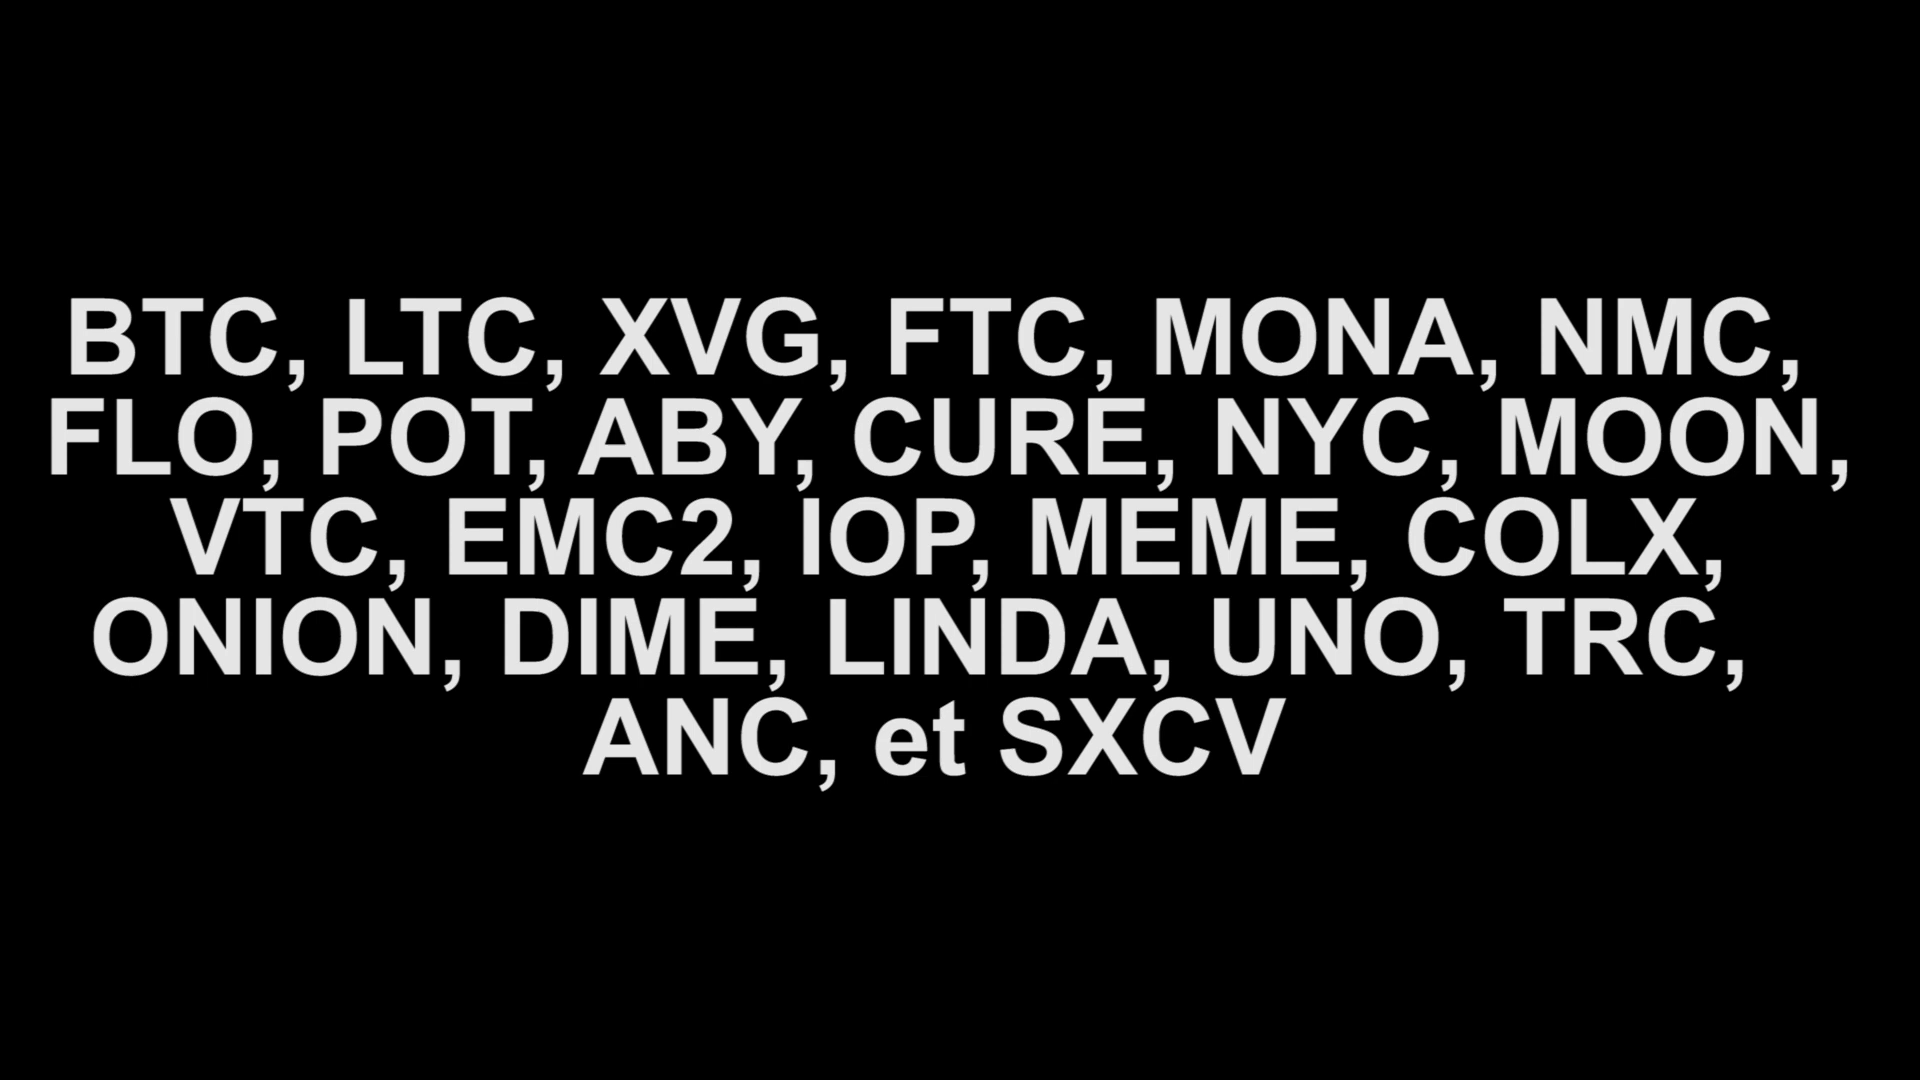 BTC, LTC, XVG, FTC, MONA, NMC,
FLO, POT, ABY, CURE, NYC, MOON,
VTC, EMC2, IOP, MEME, COLX,
ONION, DIME, LINDA, UNO, TRC,
ANC, et SXCV